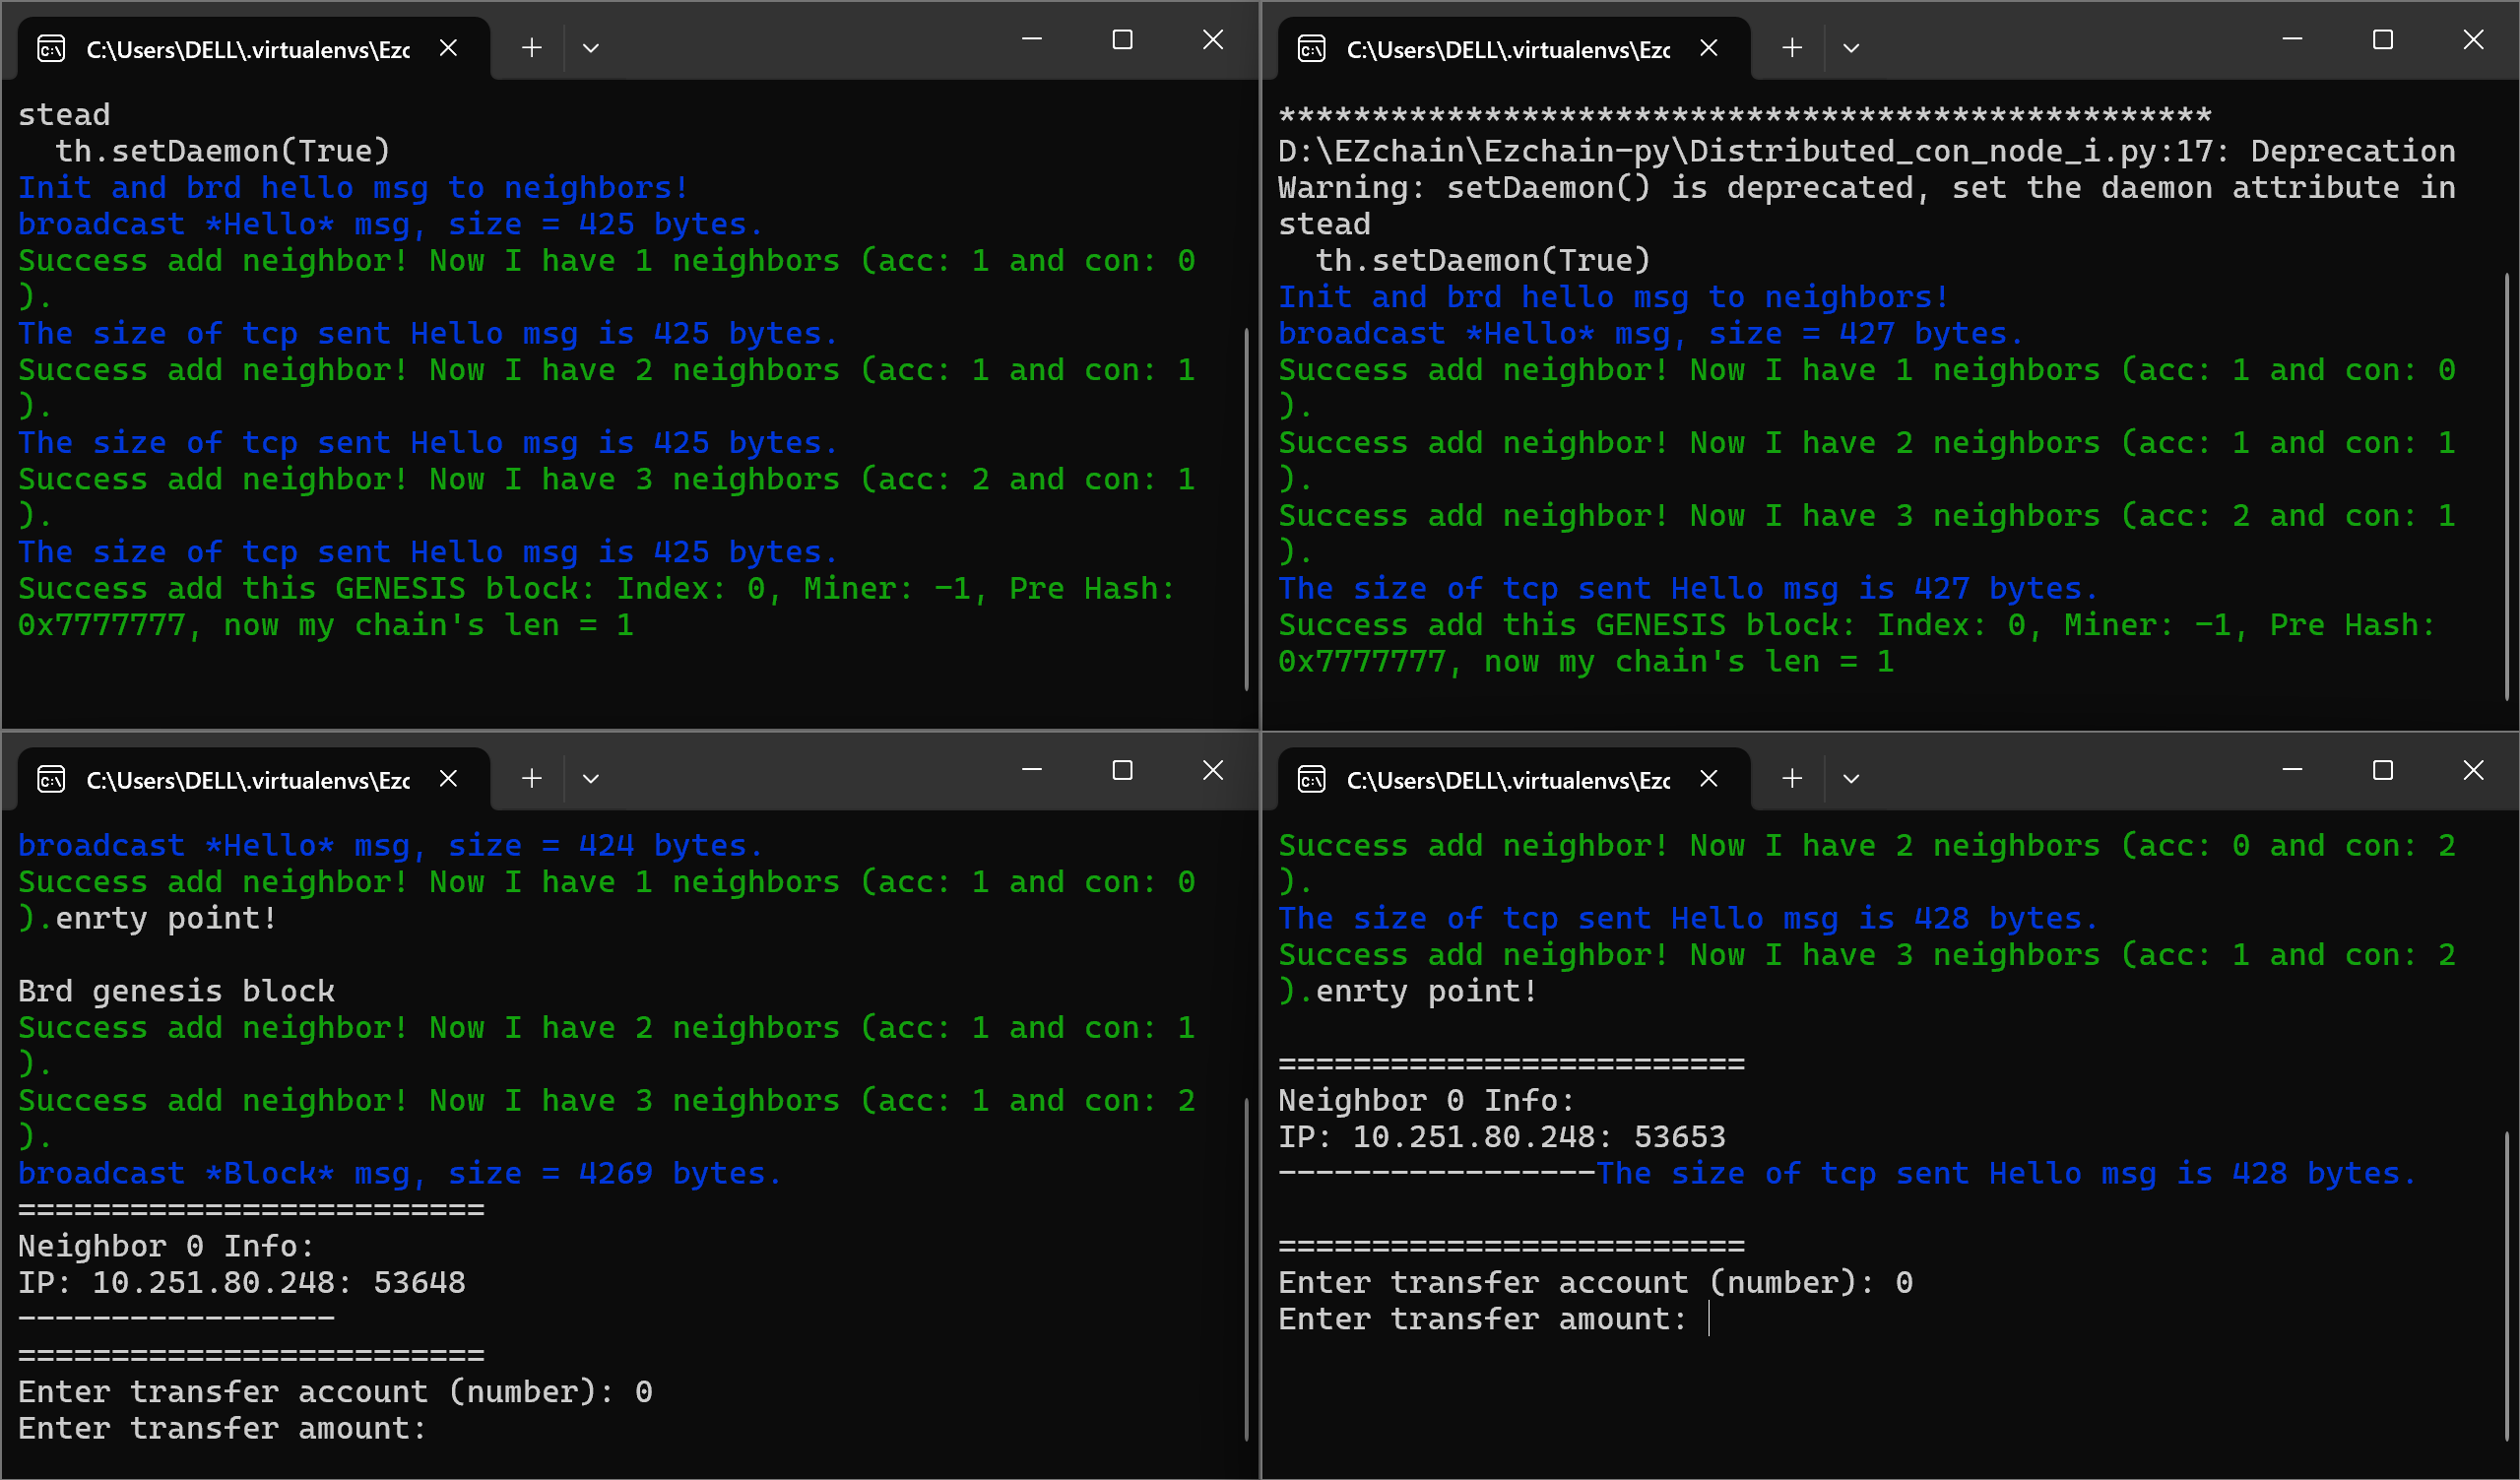 C:\Users\DELL\.virtualenvs\Ezc
stead
  th.setDaemon(True)
Init and brd hello msg to neighbors!
broadcast *Hello* msg, size = 425 bytes.
Success add neighbor! Now I have 1 neighbors (acc: 1 and con: 0
).
The size of tcp sent Hello msg is 425 bytes.
Success add neighbor! Now I have 2 neighbors (acc: 1 and con: 1
).
The size of tcp sent Hello msg is 425 bytes.
Success add neighbor! Now I have 3 neighbors (acc: 2 and con: 1
).
The size of tcp sent Hello msg is 425 bytes.
Success add this GENESIS block: Index: 0, Miner: -1, Pre Hash:
0x7777777, now my chain's len = 1
C:\Users\DELL\.virtualenvs\Ezc
**************************************************
D:\EZchain\Ezchain-py\Distributed_con_node_i.py:17: Deprecation
Warning: setDaemon() is deprecated, set the daemon attribute in
stead
  th.setDaemon(True)
Init and brd hello msg to neighbors!
broadcast *Hello* msg, size = 427 bytes.
Success add neighbor! Now I have 1 neighbors (acc: 1 and con: 0
).
Success add neighbor! Now I have 2 neighbors (acc: 1 and con: 1
).
Success add neighbor! Now I have 3 neighbors (acc: 2 and con: 1
).
The size of tcp sent Hello msg is 427 bytes.
Success add this GENESIS block: Index: 0, Miner: -1, Pre Hash:
0x7777777, now my chain's len = 1
C:\Users\DELL\.virtualenvs\Ezc
broadcast *Hello* msg, size = 424 bytes.
Success add neighbor! Now I have 1 neighbors (acc: 1 and con: 0
).enrty point!
Brd genesis block
Success add neighbor! Now I have 2 neighbors (acc: 1 and con: 1
).
Success add neighbor! Now I have 3 neighbors (acc: 1 and con: 2
).
broadcast *Block* msg, size = 4269 bytes.
=========================
Neighbor 0 Info:
IP: 10.251.80.248: 53648
-----------------
=========================
Enter transfer account (number): 0
Enter transfer amount:
C:\Users\DELL\.virtualenvs\Ezc
Success add neighbor! Now I have 2 neighbors (acc: 0 and con: 2
).
The size of tcp sent Hello msg is 428 bytes.
Success add neighbor! Now I have 3 neighbors (acc: 1 and con: 2
).enrty point!
=========================
Neighbor 0 Info:
IP: 10.251.80.248: 53653
-----------------The size of tcp sent Hello msg is 428 bytes.
=========================
Enter transfer account (number): 0
Enter transfer amount: